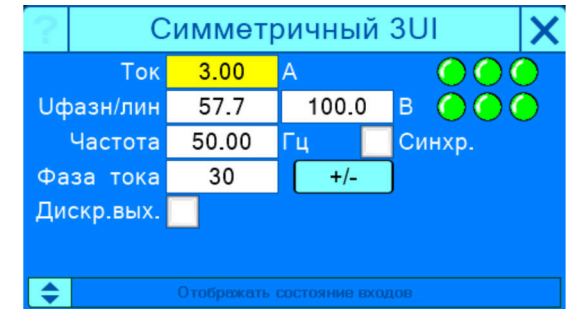 ? Симметричный 3UI X
Ток 3.00 А
Uфазн/лин 57.7 100.0 В
Частота 50.00 Гц Синхр.
Фаза тока 30 +/-
Дискр.вых.
Отображать состояние входов